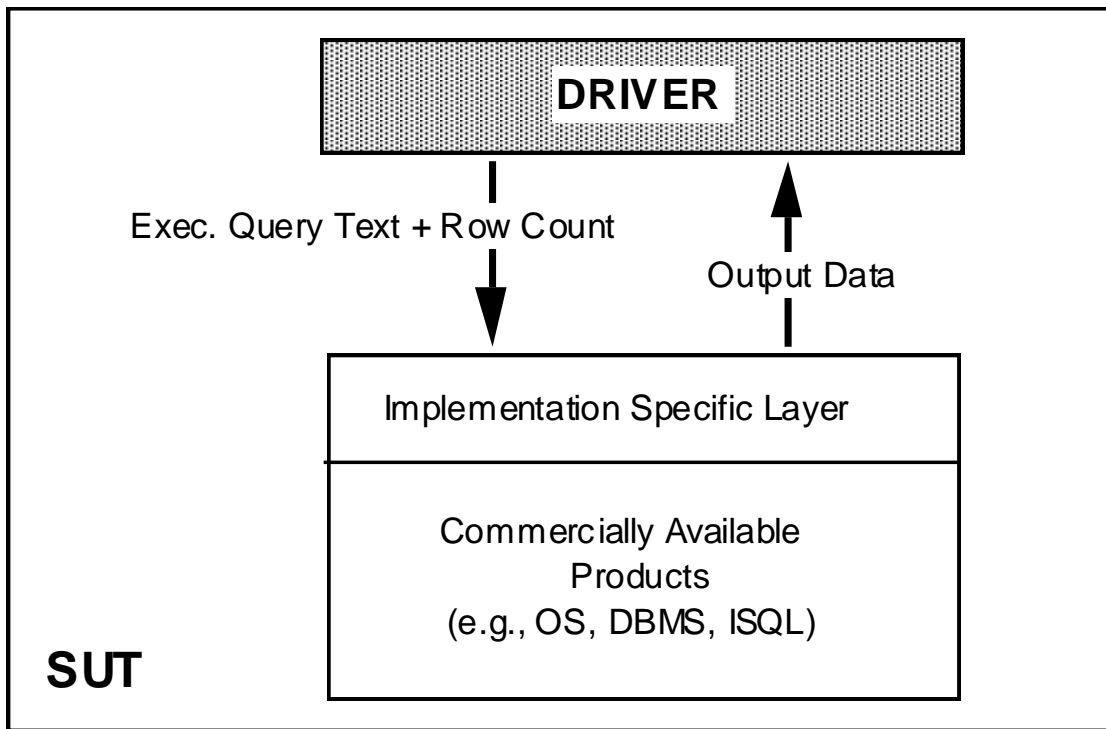 DRIVER
Exec. Query Text + Row Count
Output Data
Implementation Specific Layer
Commercially Available
Products
(e.g., OS, DBMS, ISQL)
SUT